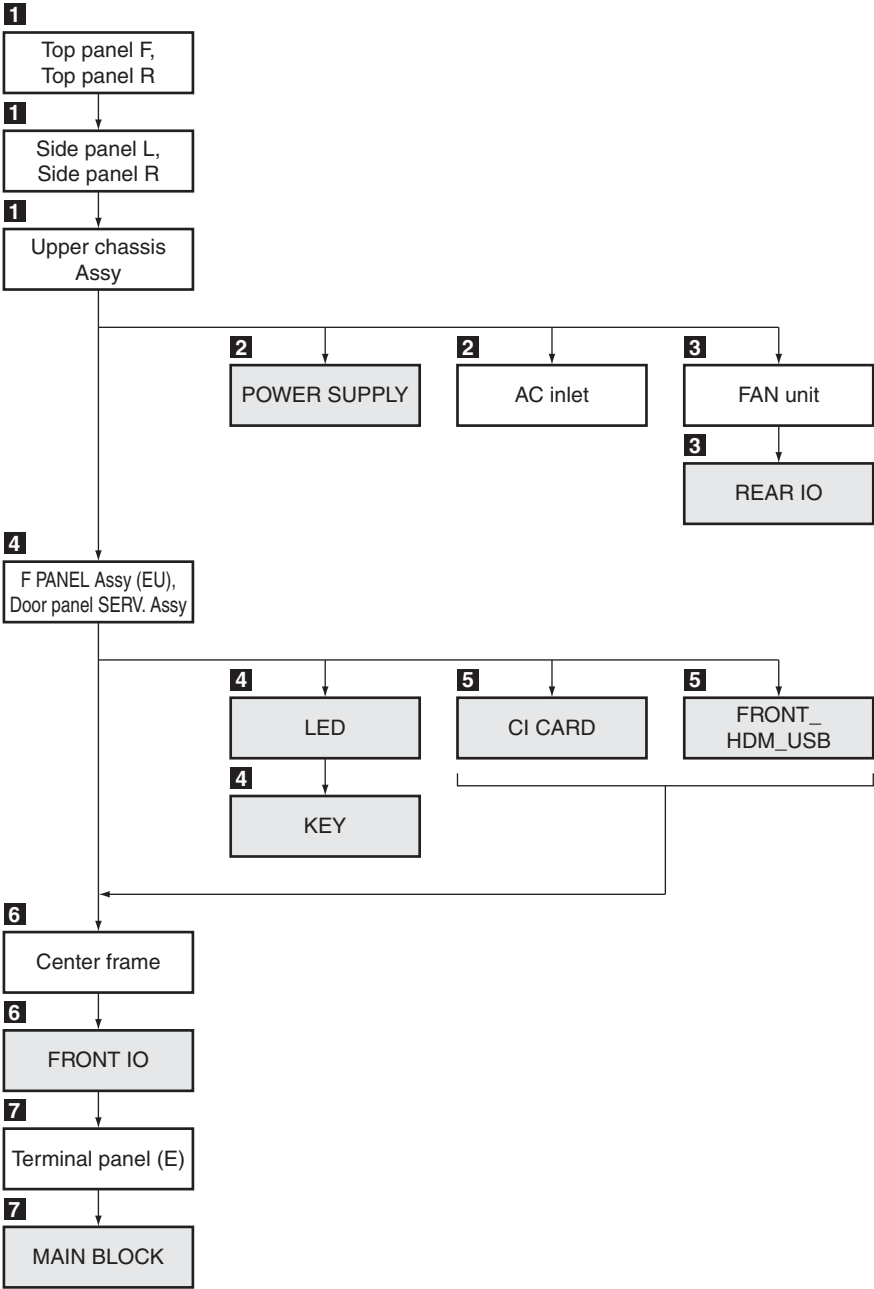 1
Top panel F,
Top panel R
1
Side panel L,
Side panel R
1
Upper chassis
Assy
2
POWER SUPPLY
2
AC inlet
3
FAN unit
3
REAR IO
4
F PANEL Assy (EU),
Door panel SERV. Assy
4
LED
5
CI CARD
5
FRONT_
HDM_USB
4
KEY
6
Center frame
6
FRONT IO
7
Terminal panel (E)
7
MAIN BLOCK